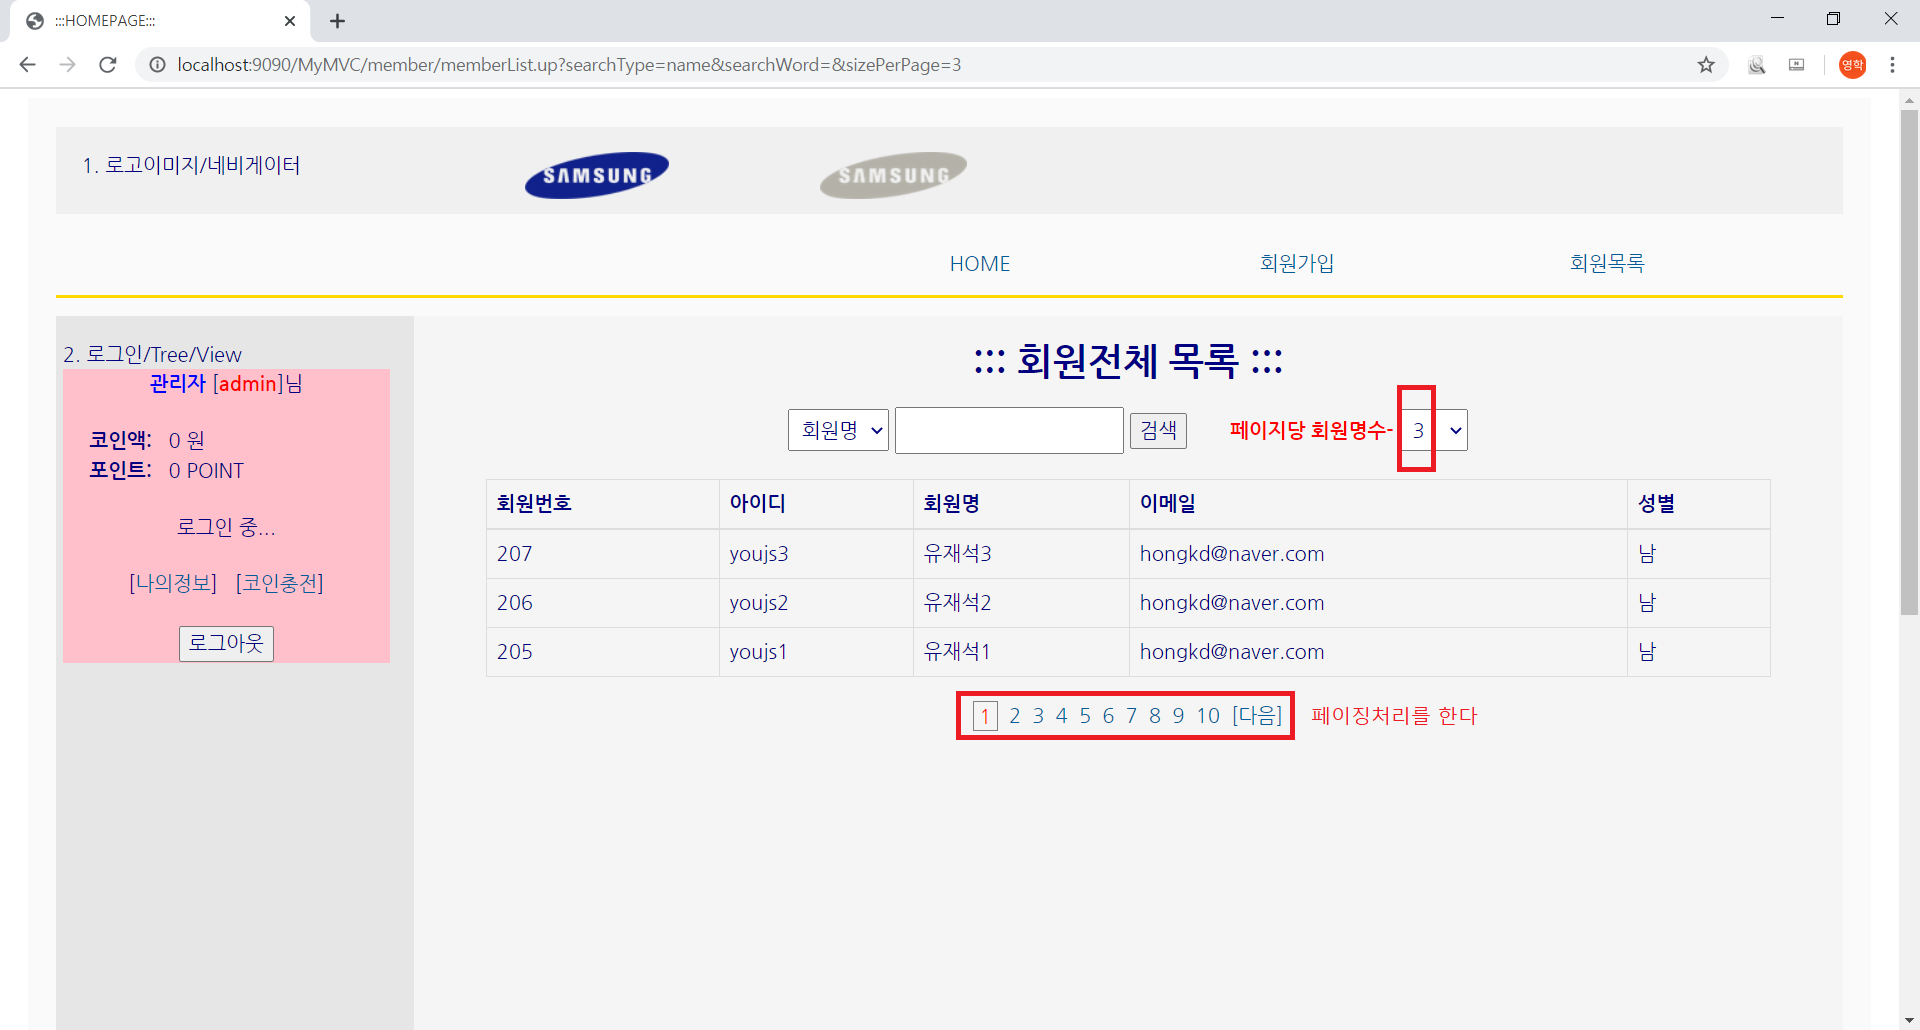 :::HOMEPAGE:::
localhost:9090/MyMVC/member/memberList.up?searchType=name&searchWord=&sizePerPage=3
영학
1. 로고이미지/네비게이터
SAMSUNG
SAMSUNG
HOME 회원가입 회원목록
2. 로그인/Tree/View
관리자 [admin]님
코인액: 0 원
포인트: 0 POINT
로그인 중...
[나의정보] [코인충전]
로그아웃
::: 회원전체 목록 :::
회원명 검색 페이지당 회원명수- 3
회원번호 아이디 회원명 이메일 성별
207 youjs3 유재석3 hongkd@naver.com 남
206 youjs2 유재석2 hongkd@naver.com 남
205 youjs1 유재석1 hongkd@naver.com 남
1 2 3 4 5 6 7 8 9 10 [다음] 페이징처리를 한다